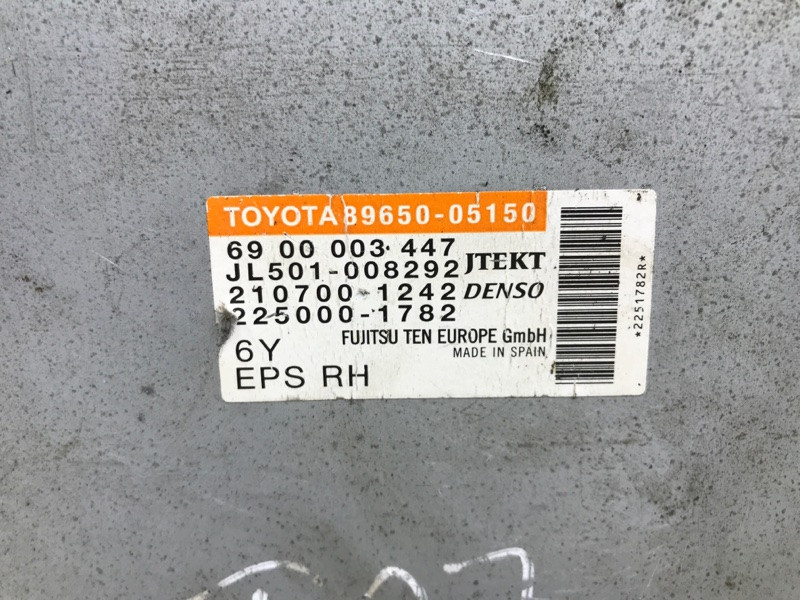 TOYOTA 89650-05150
69 00 003 447
JL501-008292 JTEKT
210700-1242 DENSO
225000-1782
FUJITSU TEN EUROPE GmbH
6Y MADE IN SPAIN
EPS RH
*2251782R*